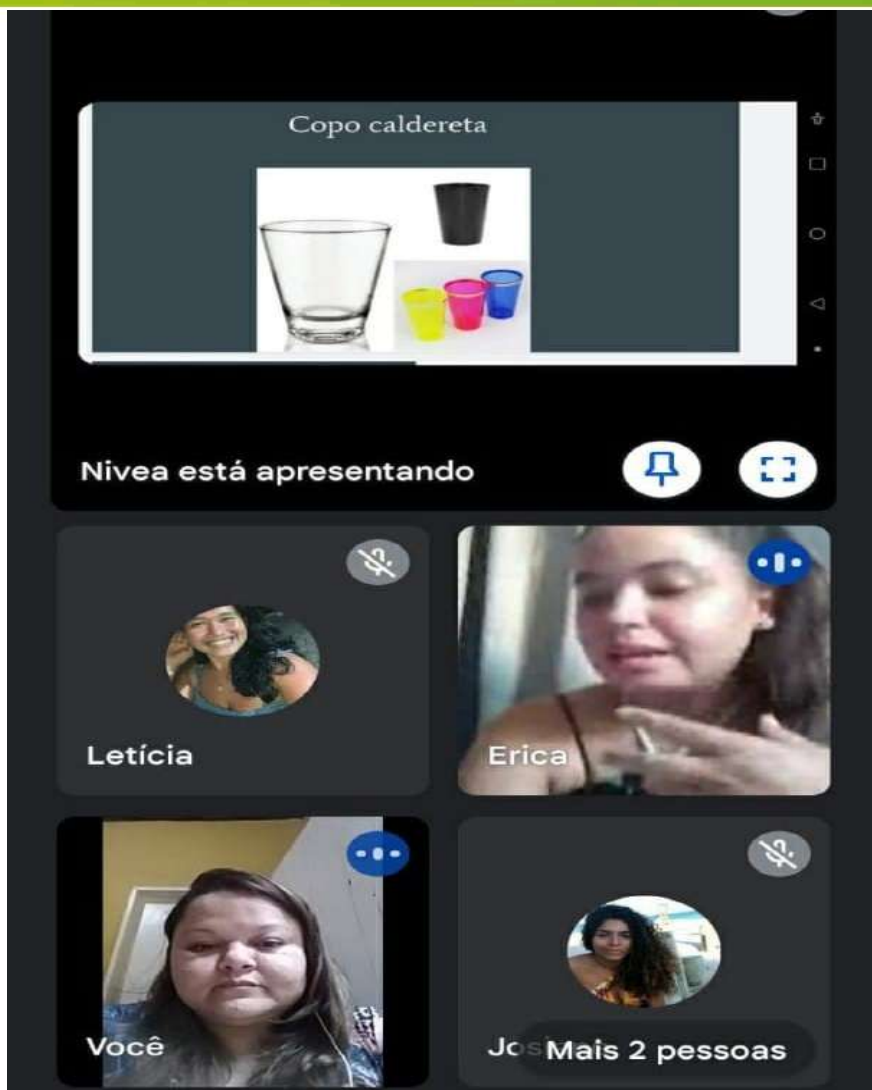 Copo caldereta
Nivea está apresentando
Letícia
Erica
Você
Mais 2 pessoas